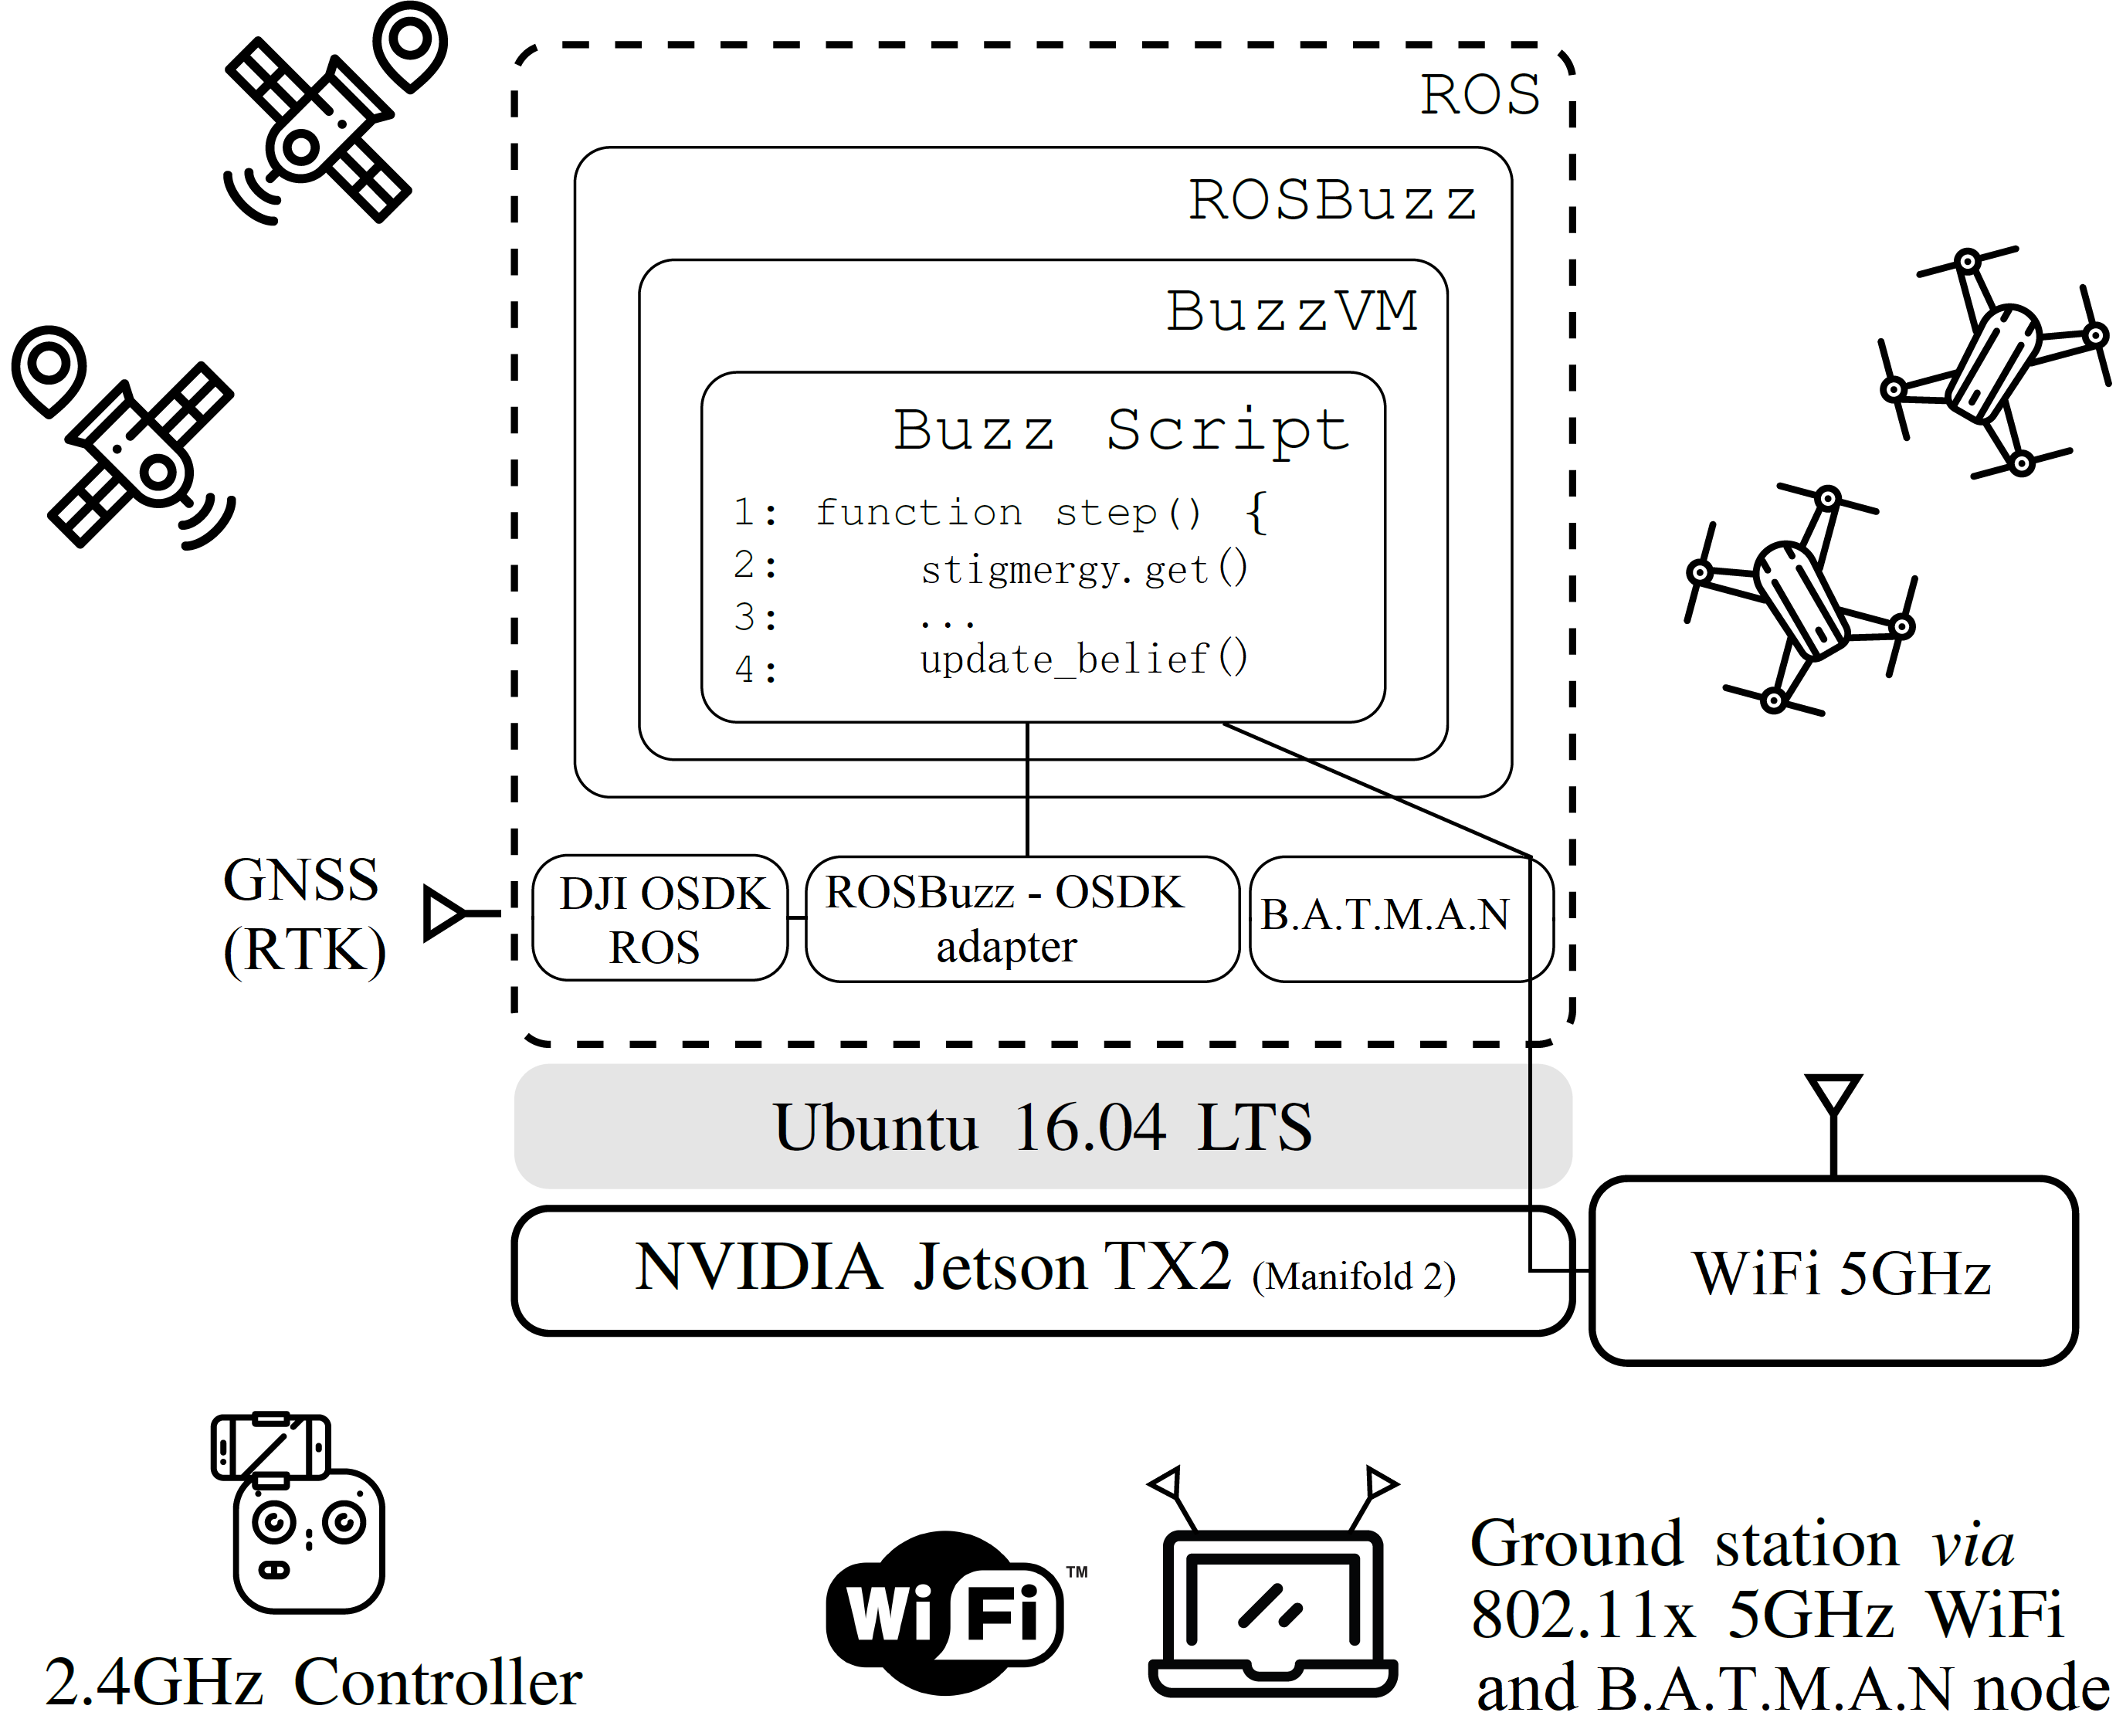 ROS
ROSBuzz
BuzzVM
Buzz Script
1: function step() {
2: stigmergy.get()
3: ...
4: update_belief()
GNSS
(RTK)
DJI OSDK
ROS
ROSBuzz - OSDK
adapter
B.A.T.M.A.N
Ubuntu 16.04 LTS
NVIDIA Jetson TX2 (Manifold 2)
WiFi 5GHz
2.4GHz Controller
Wi Fi TM
Ground station via
802.11x 5GHz WiFi
and B.A.T.M.A.N node